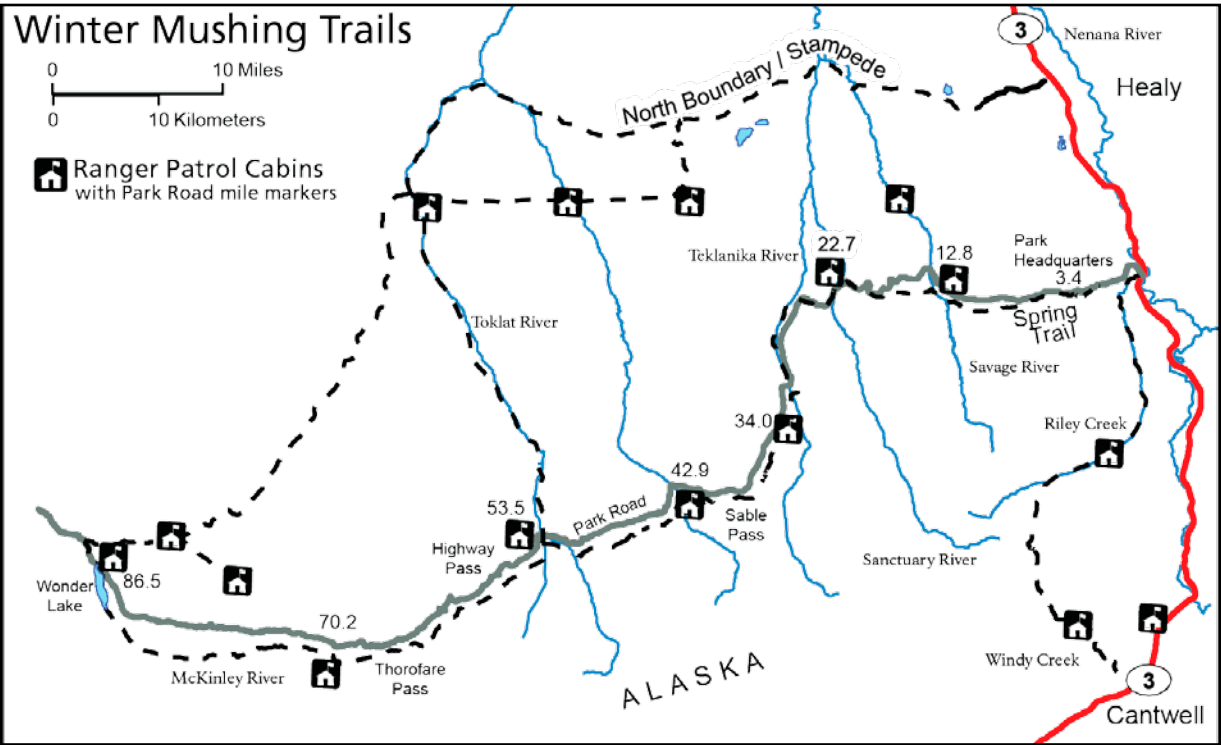 Winter Mushing Trails
0 10 Miles
0 10 Kilometers
Ranger Patrol Cabins
with Park Road mile markers
3
Nenana River
Healy
North Boundary / Stampede
Teklanika River
22.7
12.8
Park
Headquarters
3.4
Spring
Trail
Toklat River
Savage River
34.0
Riley Creek
42.9
53.5
Park Road
Sable
Pass
Highway
Pass
Sanctuary River
Wonder
Lake
86.5
70.2
McKinley River
Thorofare
Pass
ALASKA
Windy Creek
3
Cantwell